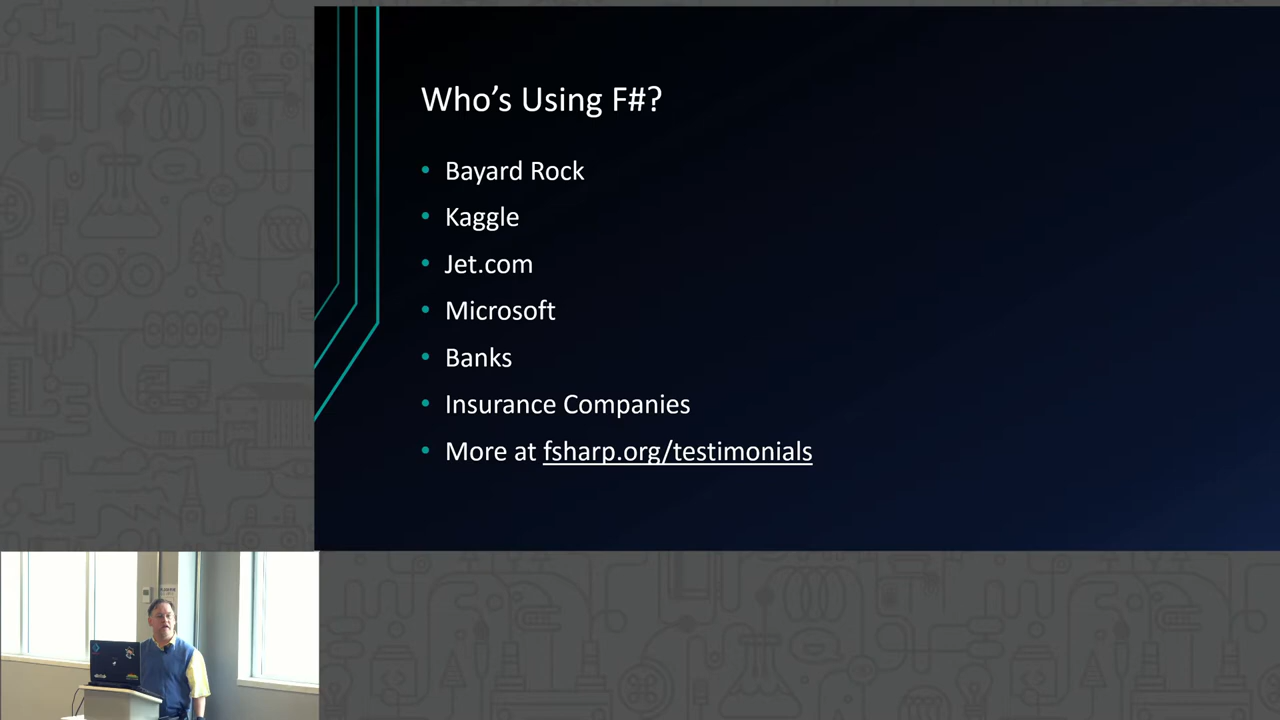 Who's Using F#?
• Bayard Rock
• Kaggle
• Jet.com
• Microsoft
• Banks
• Insurance Companies
• More at fsharp.org/testimonials